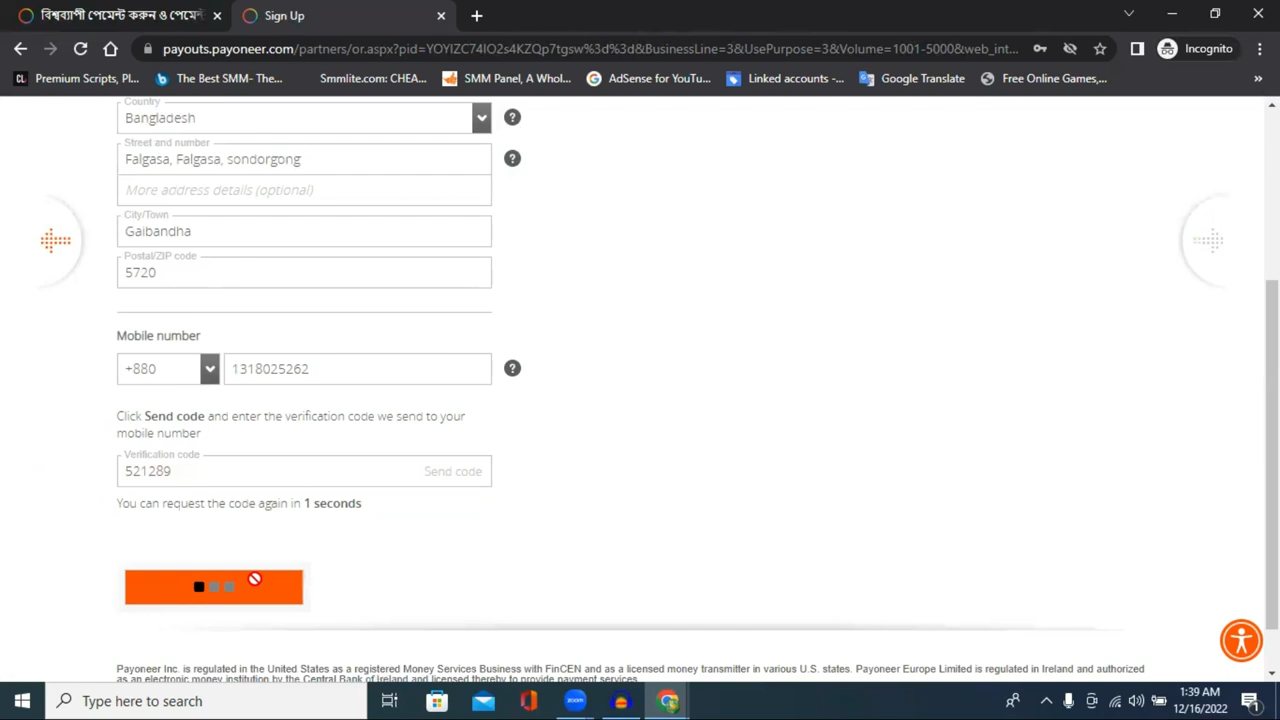 বিশ্বব্যাপী পেমেন্ট করুন ও পেমেন্ট
Sign Up
payouts.payoneer.com/partners/or.aspx?pid=YOYIZC74IO2s4KZQp7tgsw%3d%3d&BusinessLine=3&UsePurpose=3&Volume=1001-5000&web_int...
Incognito
Premium Scripts, Pl...
The Best SMM- The...
Smmlite.com: CHEA...
SMM Panel, A Whol...
AdSense for YouTu...
Linked accounts -...
Google Translate
Free Online Games,...
»
Country
Bangladesh
Street and number
Falgasa, Falgasa, sondorgong
More address details (optional)
City/Town
Gaibandha
Postal/ZIP code
5720
Mobile number
+880
1318025262
Click Send code and enter the verification code we send to your
mobile number
Verification code
521289
Send code
You can request the code again in 1 seconds
Payoneer Inc. is regulated in the United States as a registered Money Services Business with FinCEN and as a licensed money transmitter in various U.S. states. Payoneer Europe Limited is regulated in Ireland and authorized
as an electronic money institution by the Central Bank of Ireland and licensed thereby to provide payment services.
Type here to search
zoom
1:39 AM
12/16/2022
1